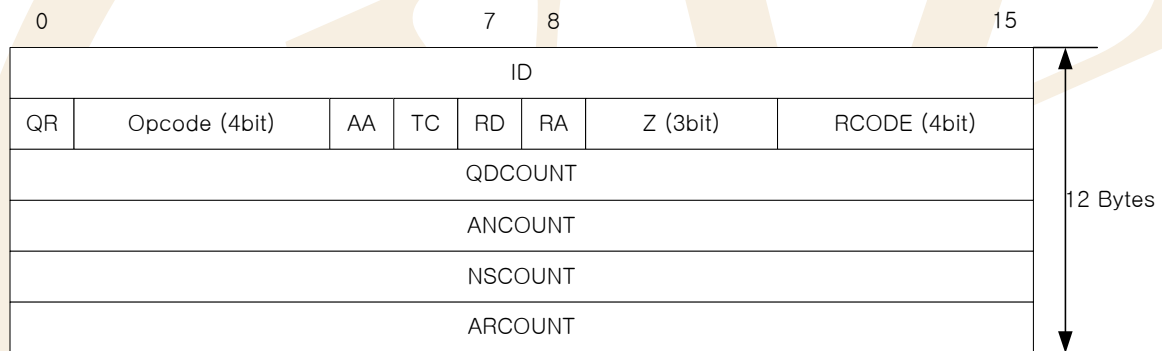 0 7 8 15
ID
QR Opcode (4bit) AA TC RD RA Z (3bit) RCODE (4bit)
QDCOUNT
12 Bytes
ANCOUNT
NSCOUNT
ARCOUNT